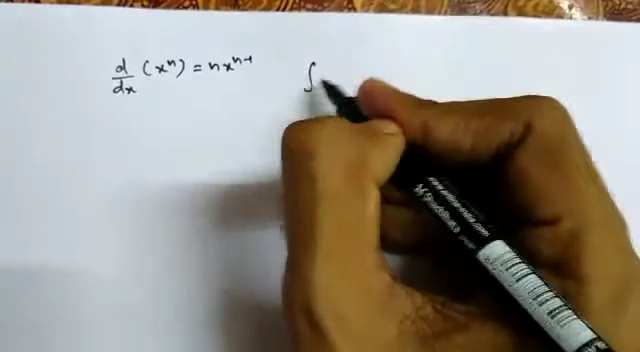 d/dx (xⁿ) = nxⁿ⁻¹ ∫